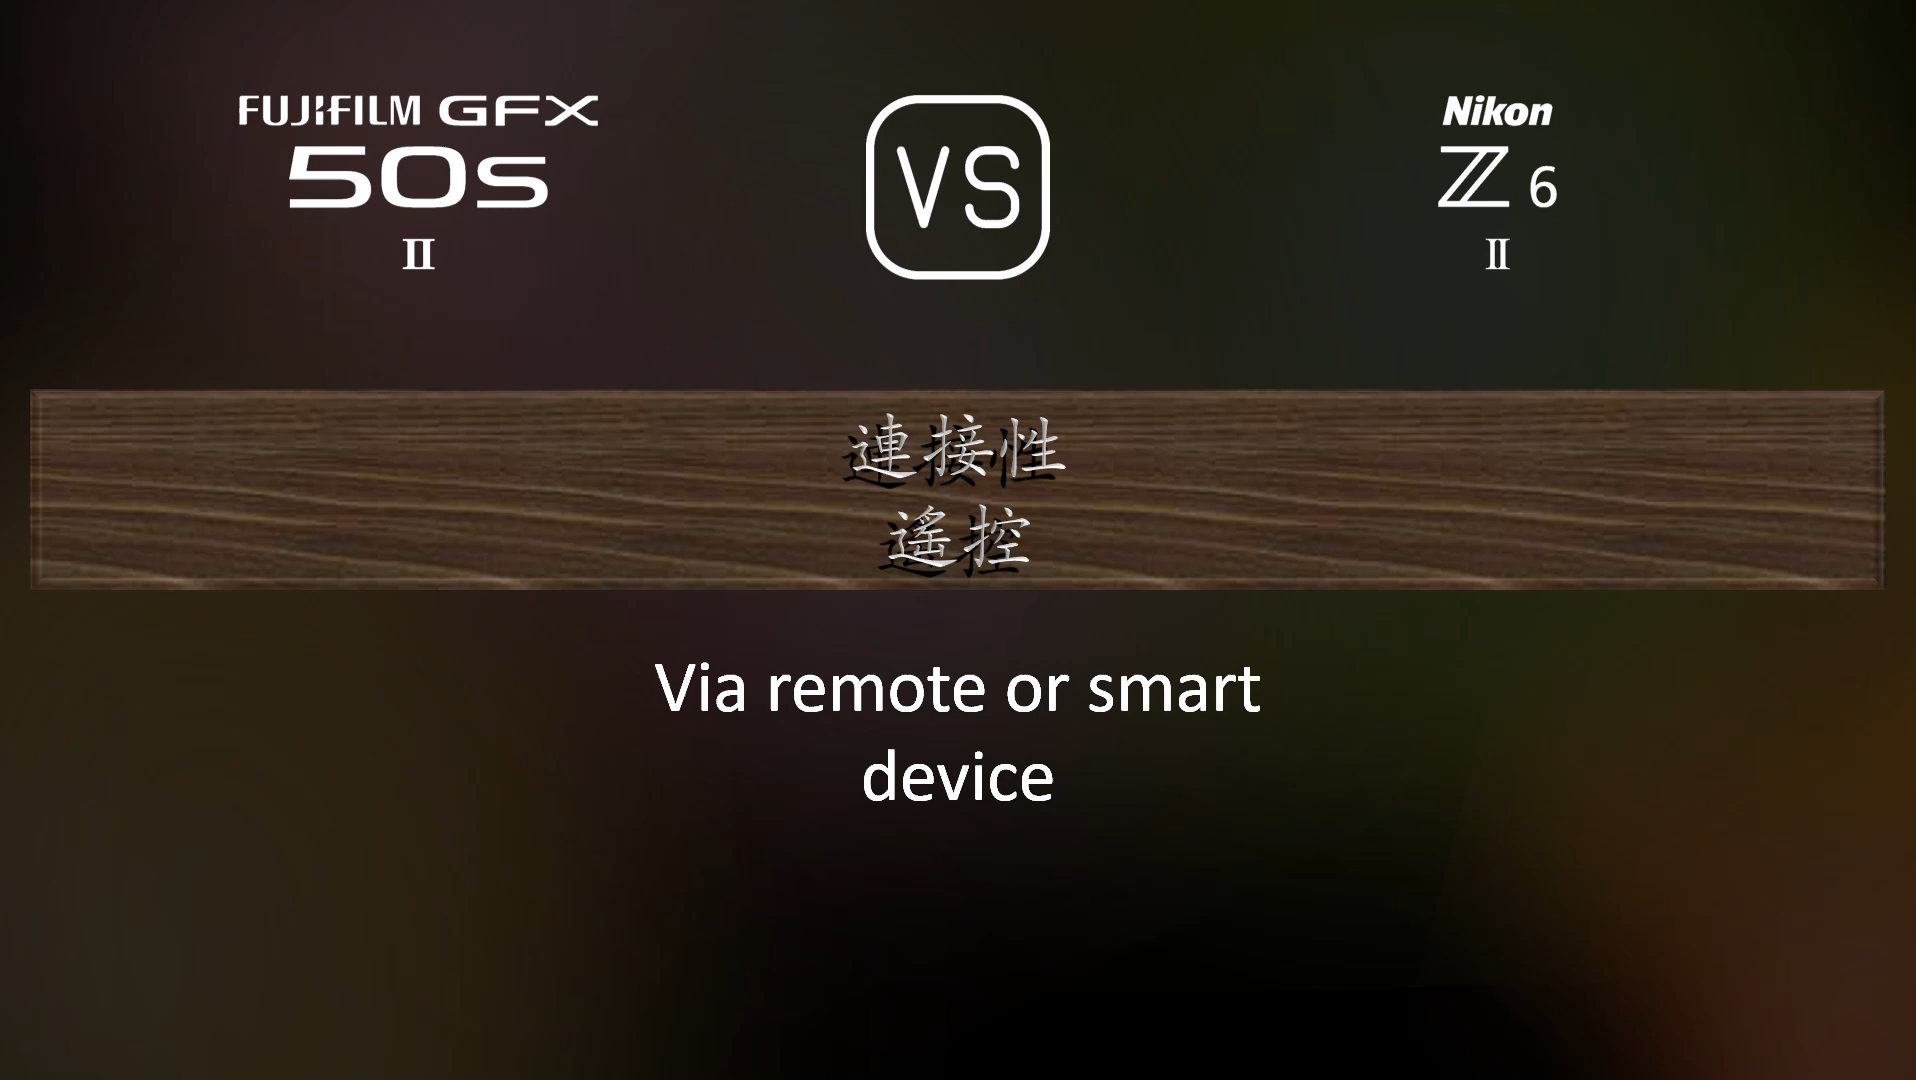 FUJIFILM GFX
50S
II
VS
Nikon
Z 6
II
連接性
遙控
Via remote or smart
device